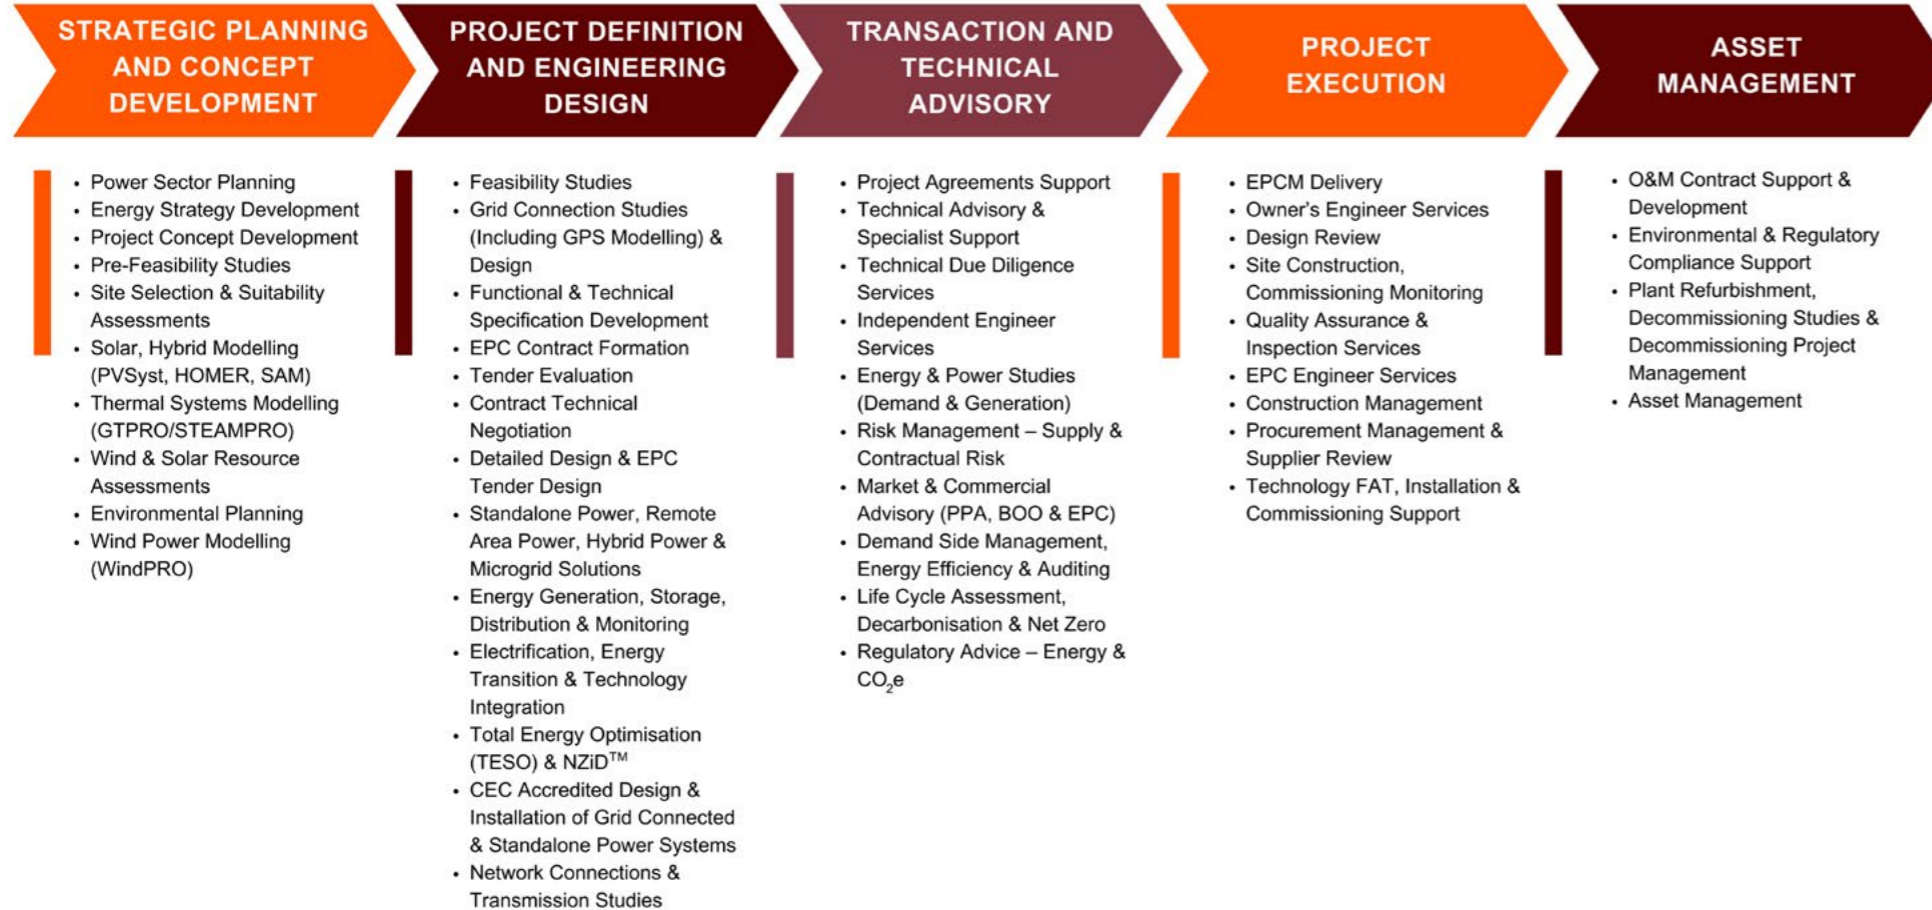 STRATEGIC PLANNING
AND CONCEPT
DEVELOPMENT
• Power Sector Planning
• Energy Strategy Development
• Project Concept Development
• Pre-Feasibility Studies
• Site Selection & Suitability
Assessments
• Solar, Hybrid Modelling
(PVSyst, HOMER, SAM)
• Thermal Systems Modelling
(GTPRO/STEAMPRO)
• Wind & Solar Resource
Assessments
• Environmental Planning
• Wind Power Modelling
(WindPRO)
PROJECT DEFINITION
AND ENGINEERING
DESIGN
• Feasibility Studies
• Grid Connection Studies
(Including GPS Modelling) &
Design
• Functional & Technical
Specification Development
• EPC Contract Formation
• Tender Evaluation
• Contract Technical
Negotiation
• Detailed Design & EPC
Tender Design
• Standalone Power, Remote
Area Power, Hybrid Power &
Microgrid Solutions
• Energy Generation, Storage,
Distribution & Monitoring
• Electrification, Energy
Transition & Technology
Integration
• Total Energy Optimisation
(TESO) & NZiD™
• CEC Accredited Design &
Installation of Grid Connected
& Standalone Power Systems
• Network Connections &
Transmission Studies
TRANSACTION AND
TECHNICAL
ADVISORY
• Project Agreements Support
• Technical Advisory &
Specialist Support
• Technical Due Diligence
Services
• Independent Engineer
Services
• Energy & Power Studies
(Demand & Generation)
• Risk Management – Supply &
Contractual Risk
• Market & Commercial
Advisory (PPA, BOO & EPC)
• Demand Side Management,
Energy Efficiency & Auditing
• Life Cycle Assessment,
Decarbonisation & Net Zero
• Regulatory Advice – Energy &
CO₂e
PROJECT
EXECUTION
• EPCM Delivery
• Owner's Engineer Services
• Design Review
• Site Construction,
Commissioning Monitoring
• Quality Assurance &
Inspection Services
• EPC Engineer Services
• Construction Management
• Procurement Management &
Supplier Review
• Technology FAT, Installation &
Commissioning Support
ASSET
MANAGEMENT
• O&M Contract Support &
Development
• Environmental & Regulatory
Compliance Support
• Plant Refurbishment,
Decommissioning Studies &
Decommissioning Project
Management
• Asset Management